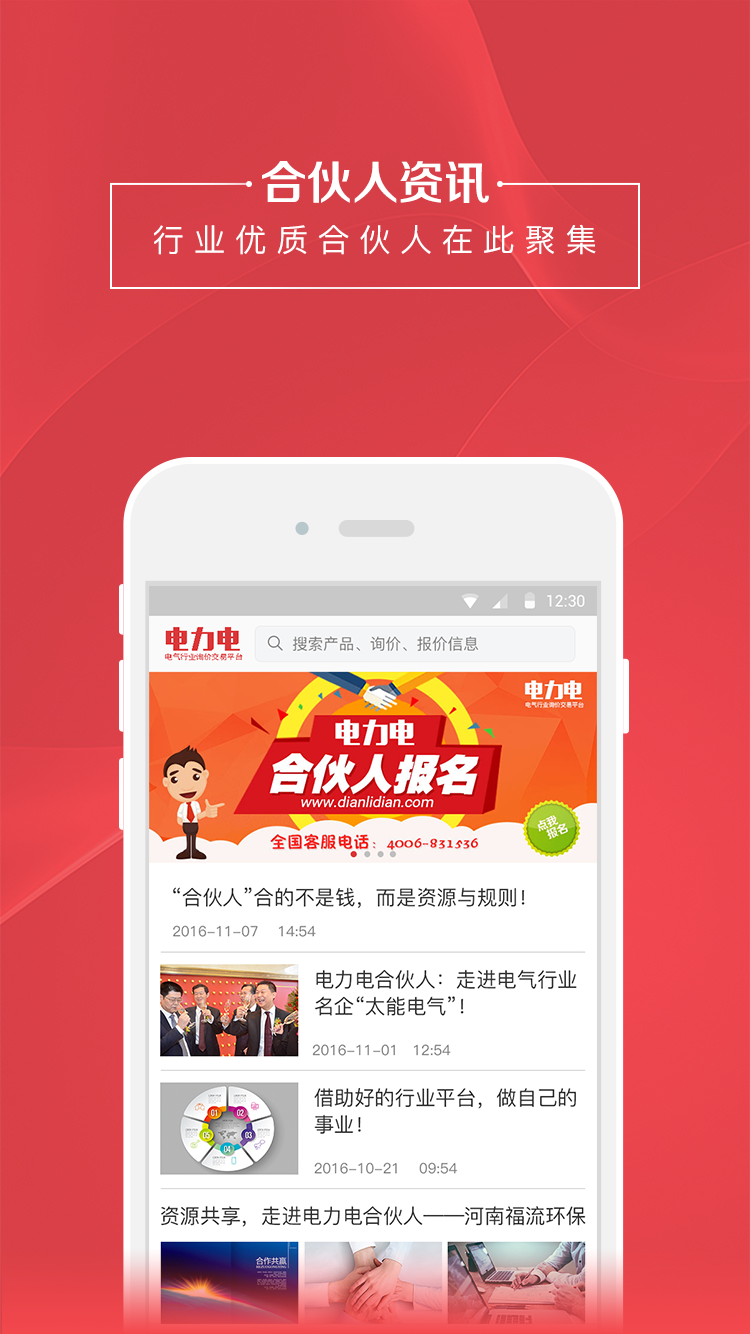 合伙人资讯
行业优质合伙人在此聚集
12:30
电力电
电气行业询价交易平台
搜索产品、询价、报价信息
电力电
电气行业询价交易平台
电力电
合伙人报名
www.dianlidian.com
点我
报名
全国客服电话：4006-831536
“合伙人”合的不是钱，而是资源与规则！
2016-11-07 14:54
电力电合伙人：走进电气行业
名企“太能电气”！
2016-11-01 12:54
01
02
03
04
05
借助好的行业平台，做自己的
事业！
2016-10-21 09:54
资源共享，走进电力电合伙人——河南福流环保
合作共赢